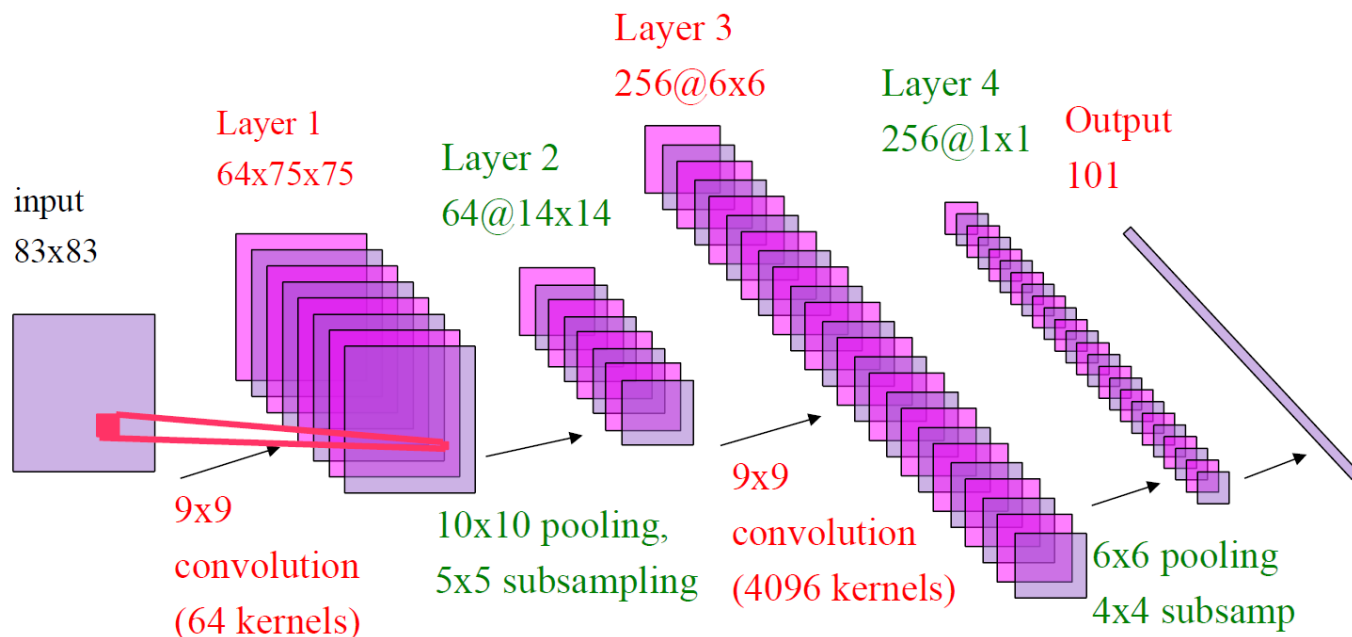 input
83x83
Layer 1
64x75x75
9x9
convolution
(64 kernels)
Layer 2
64@14x14
10x10 pooling,
5x5 subsampling
Layer 3
256@6x6
9x9
convolution
(4096 kernels)
Layer 4
256@1x1
6x6 pooling
4x4 subsamp
Output
101